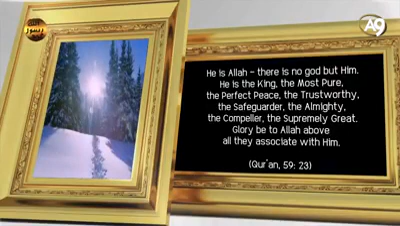 A9
He is Allah – there is no god but Him.
He is the King, the Most Pure,
the Perfect Peace, the Trustworthy,
the Safeguarder, the Almighty,
the Compeller, the Supremely Great.
Glory be to Allah above
all they associate with Him.
(Qur'an, 59: 23)